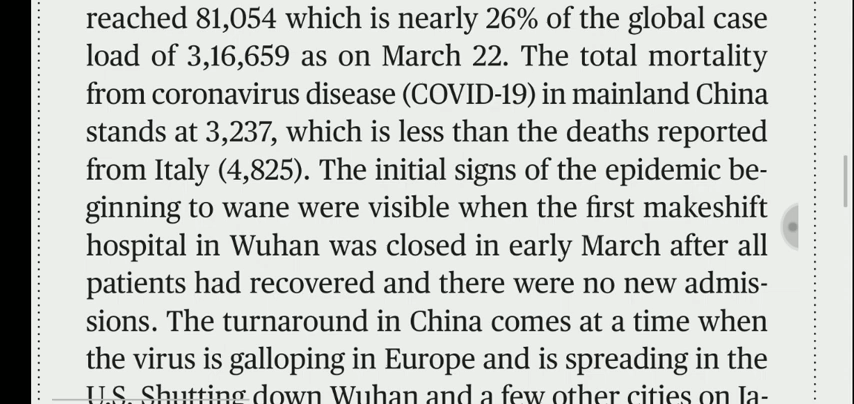 reached 81,054 which is nearly 26% of the global case
load of 3,16,659 as on March 22. The total mortality
from coronavirus disease (COVID-19) in mainland China
stands at 3,237, which is less than the deaths reported
from Italy (4,825). The initial signs of the epidemic be-
ginning to wane were visible when the first makeshift
hospital in Wuhan was closed in early March after all
patients had recovered and there were no new admis-
sions. The turnaround in China comes at a time when
the virus is galloping in Europe and is spreading in the
U.S. Shutting down Wuhan and a few other cities on Ja-